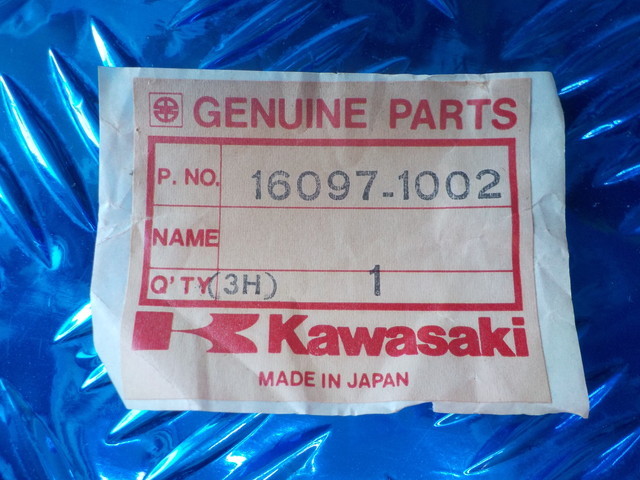 GENUINE PARTS
P. NO. 16097-1002
NAME
Q'TY (3H) 1
Kawasaki
MADE IN JAPAN